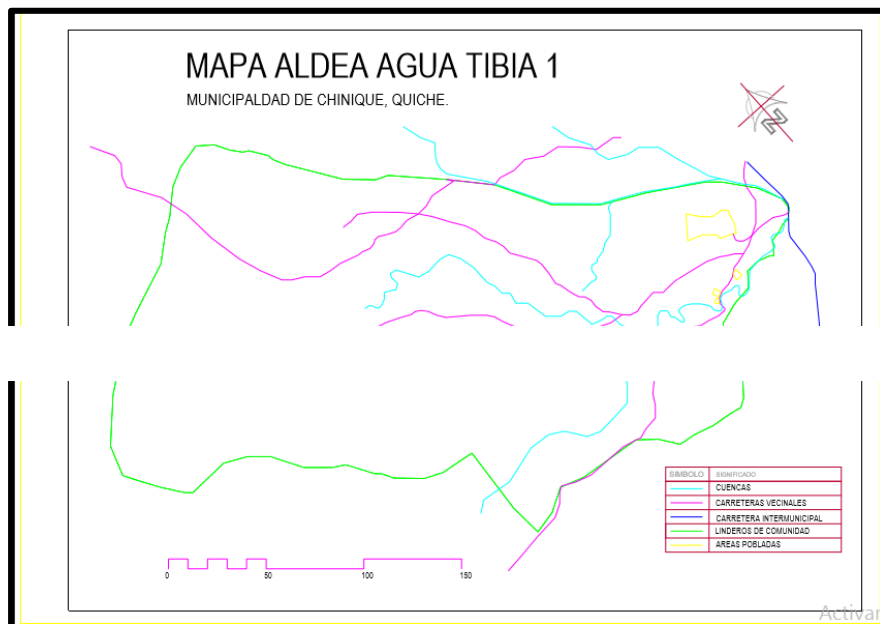 MAPA ALDEA AGUA TIBIA 1
MUNICIPALDAD DE CHINIQUE, QUICHE.
N
SIMBOLO SIGNIFICADO
CUENCAS
CARRETERAS VECINALES
CARRETERA INTERMUNICIPAL
LINDEROS DE COMUNIDAD
AREAS POBLADAS
0 50 100 150
Activar